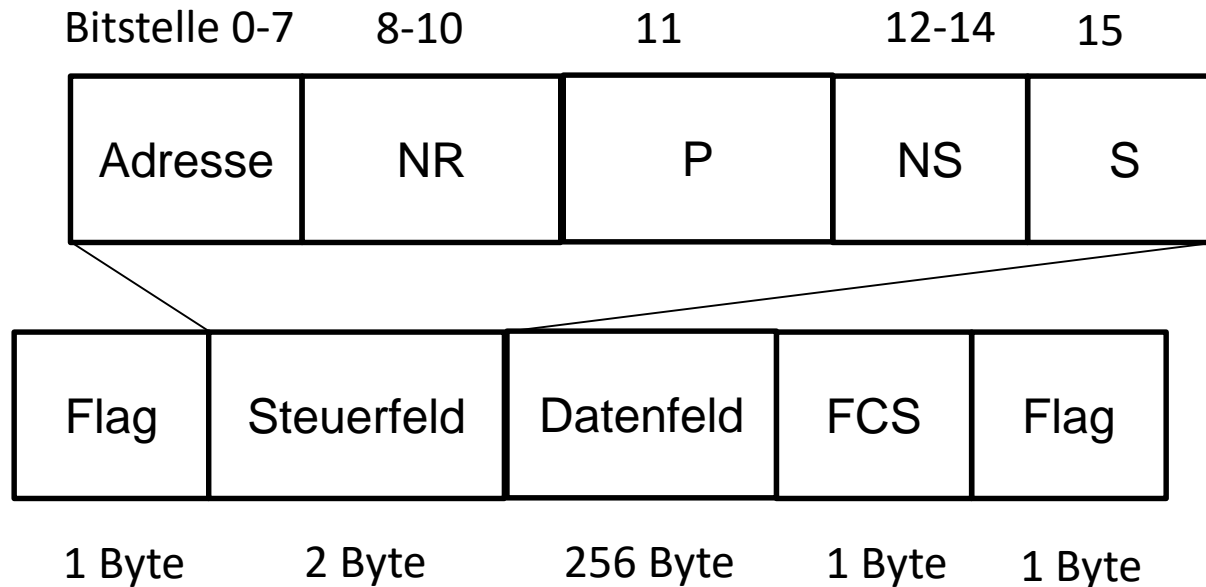 Bitstelle 0-7 8-10 11 12-14 15
Adresse NR P NS S
Flag Steuerfeld Datenfeld FCS Flag
1 Byte 2 Byte 256 Byte 1 Byte 1 Byte